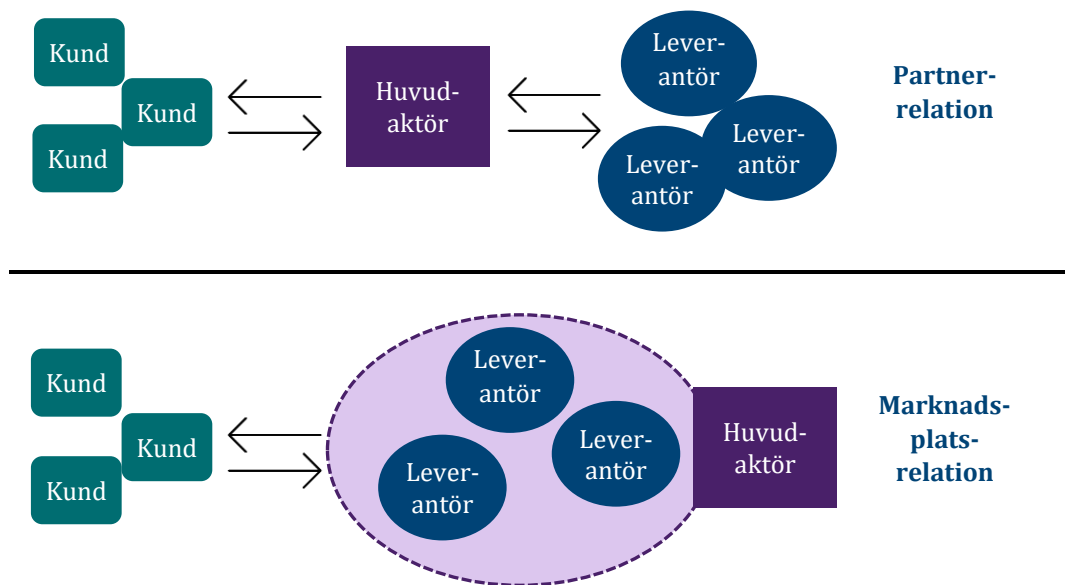 Kund
Kund
Kund
Huvud-
aktör
Lever-
antör
Lever-
antör
Lever-
antör
Partner-
relation
Kund
Kund
Kund
Lever-
antör
Lever-
antör
Lever-
antör
Huvud-
aktör
Marknads-
plats-
relation